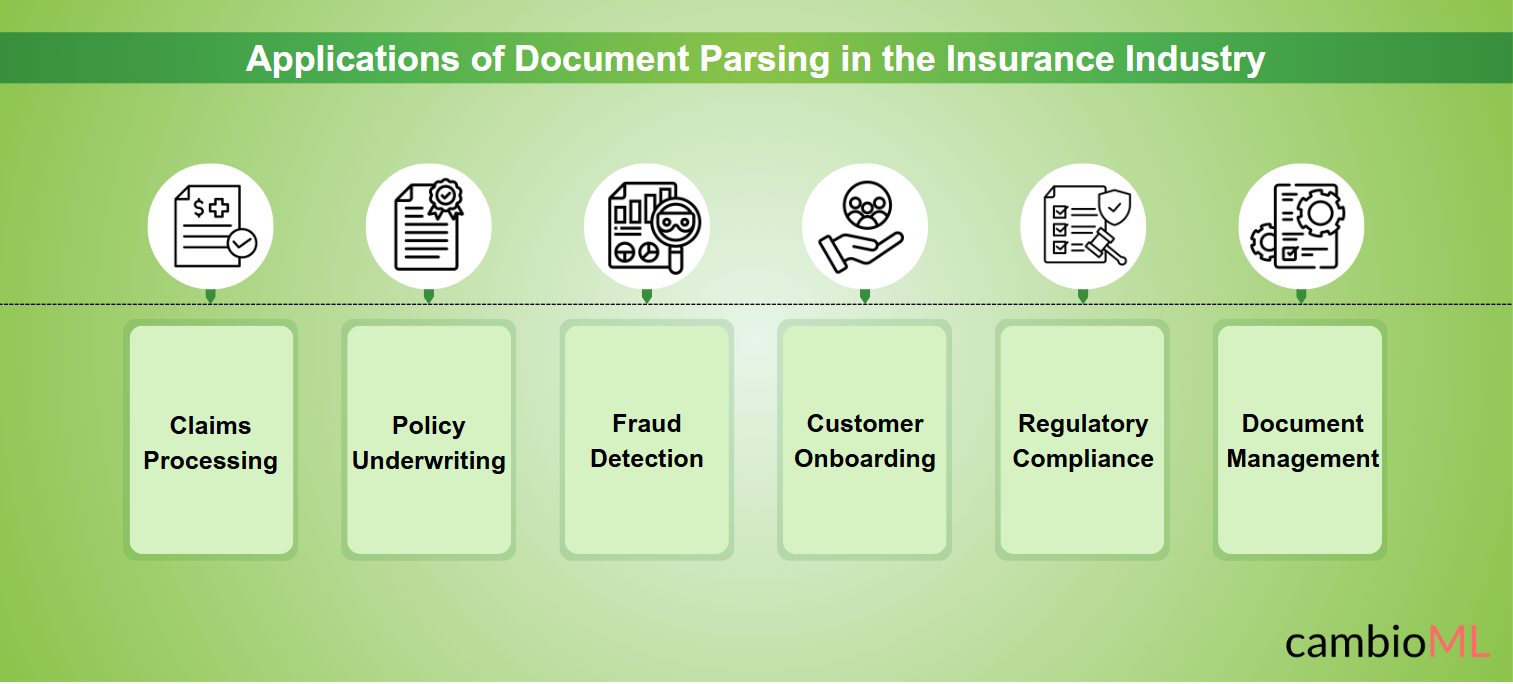 Applications of Document Parsing in the Insurance Industry
$
Claims
Processing
Policy
Underwriting
Fraud
Detection
Customer
Onboarding
Regulatory
Compliance
Document
Management
cambioML